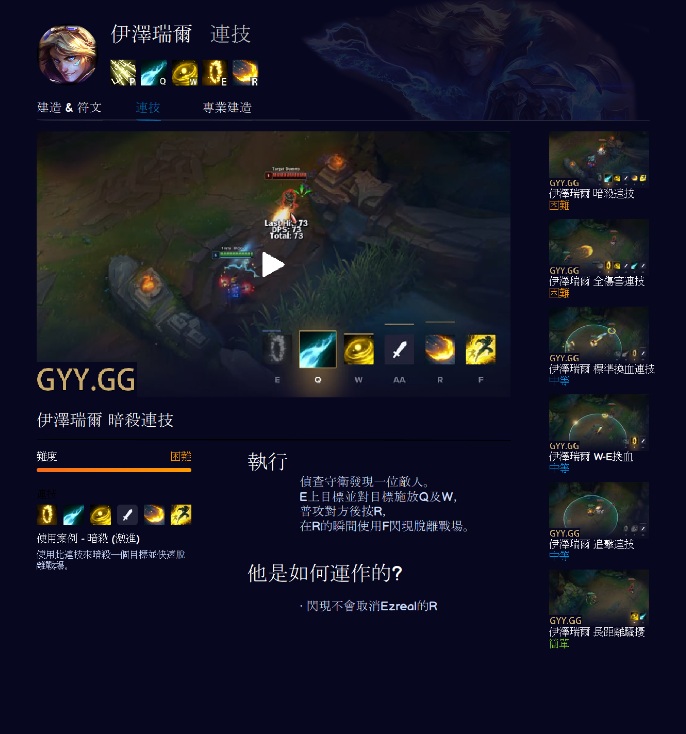 伊澤瑞爾 連技
P Q W E R
建造 & 符文 連技 專業建造
Target Dummy
Last Hit: 73
DPS: 73
Total: 73
E Q W AA R F
GYY.GG
伊澤瑞爾 暗殺連技
難度 困難
使用案例 - 暗殺 (激進)
使用此連技來暗殺一個目標並快速脫
離戰場。
執行
偵查守衛發現一位敵人。
E上目標並對目標施放Q及W,
普攻對方後按R,
在R的瞬間使用F閃現脫離戰場。
他是如何運作的?
· 閃現不會取消Ezreal的R
GYY.GG
伊澤瑞爾 暗殺連技
困難
GYY.GG
伊澤瑞爾 全傷害連技
困難
GYY.GG
伊澤瑞爾 標準換血連技
中等
GYY.GG
伊澤瑞爾 W-E換血
中等
GYY.GG
伊澤瑞爾 追擊連技
中等
GYY.GG
伊澤瑞爾 長距離騷擾
簡單